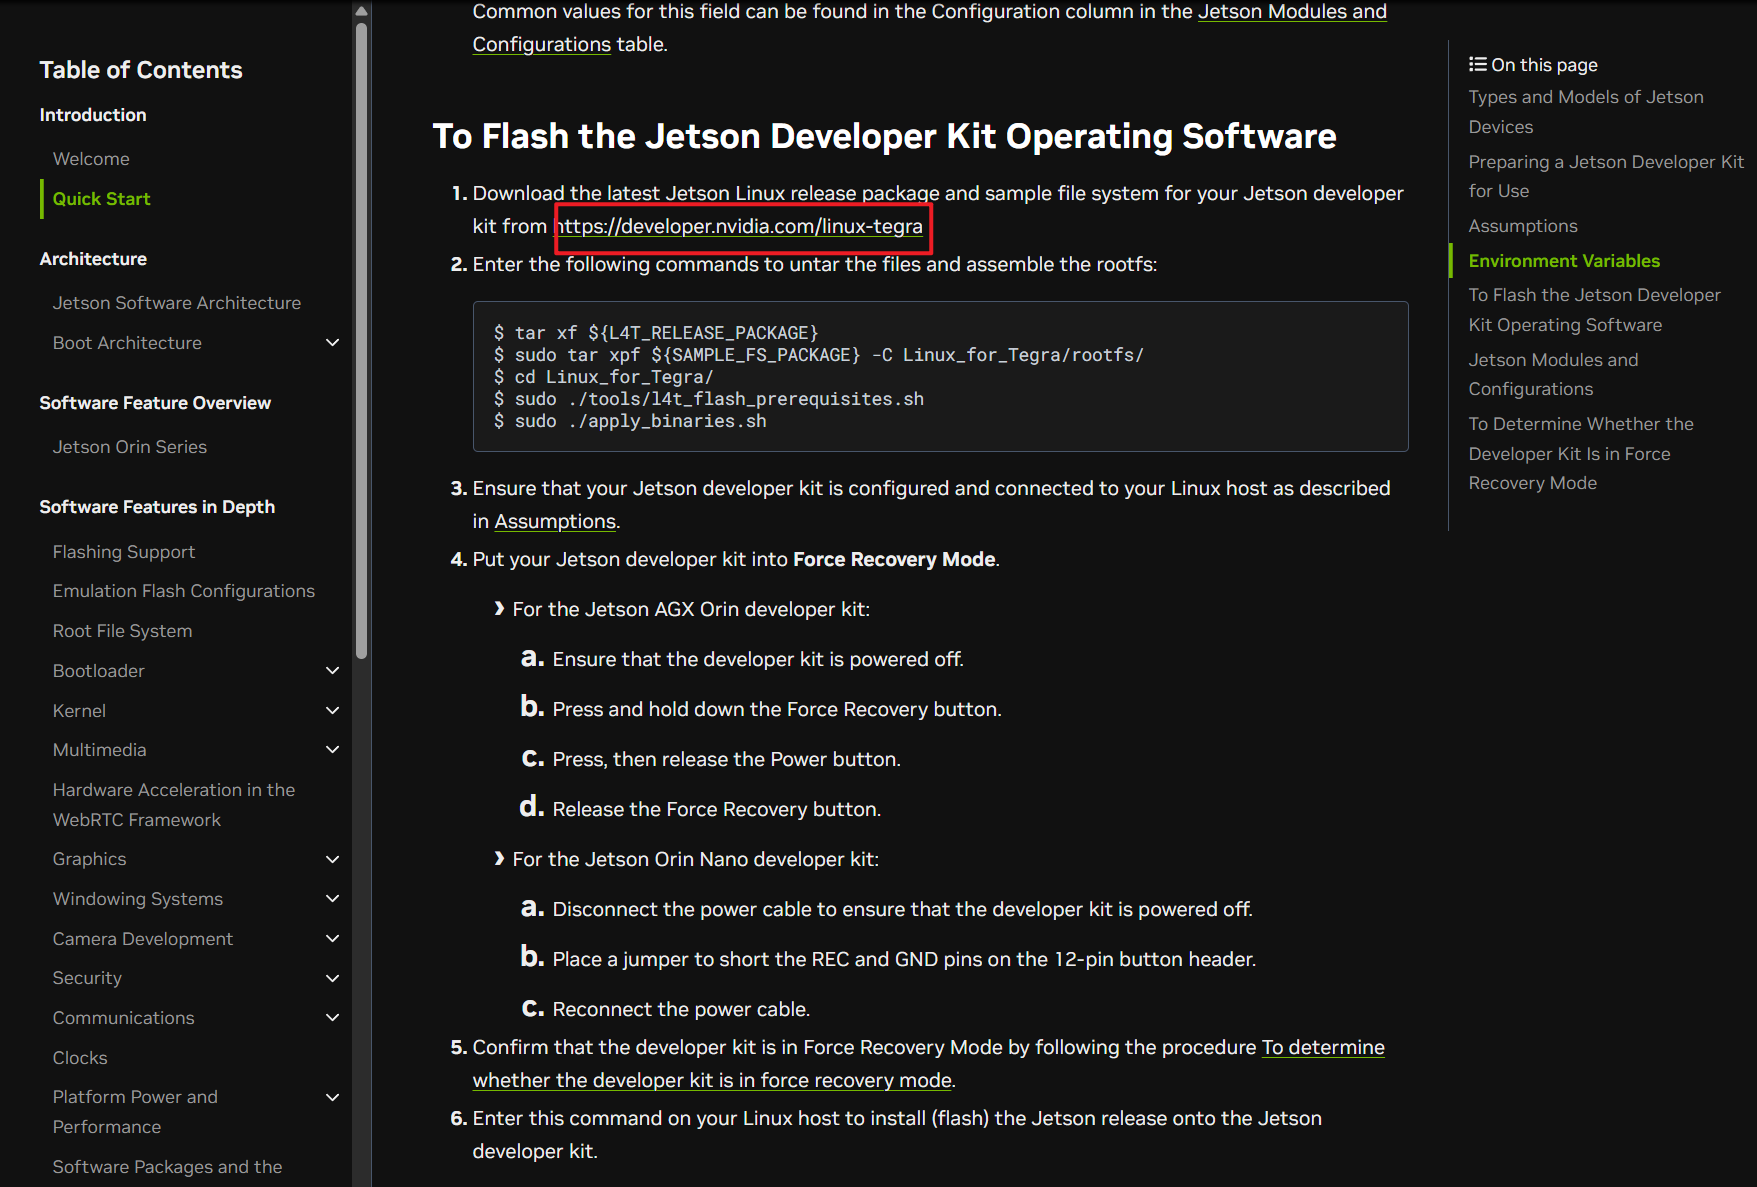 Table of Contents
Introduction
Welcome
Quick Start
Architecture
Jetson Software Architecture
Boot Architecture
Software Feature Overview
Jetson Orin Series
Software Features in Depth
Flashing Support
Emulation Flash Configurations
Root File System
Bootloader
Kernel
Multimedia
Hardware Acceleration in the
WebRTC Framework
Graphics
Windowing Systems
Camera Development
Security
Communications
Clocks
Platform Power and
Performance
Software Packages and the
Common values for this field can be found in the Configuration column in the Jetson Modules and
Configurations table.
To Flash the Jetson Developer Kit Operating Software
1. Download the latest Jetson Linux release package and sample file system for your Jetson developer
kit from https://developer.nvidia.com/linux-tegra
2. Enter the following commands to untar the files and assemble the rootfs:
$ tar xf ${L4T_RELEASE_PACKAGE}
$ sudo tar xpf ${SAMPLE_FS_PACKAGE} -C Linux_for_Tegra/rootfs/
$ cd Linux_for_Tegra/
$ sudo ./tools/l4t_flash_prerequisites.sh
$ sudo ./apply_binaries.sh
3. Ensure that your Jetson developer kit is configured and connected to your Linux host as described
in Assumptions.
4. Put your Jetson developer kit into Force Recovery Mode.
❯ For the Jetson AGX Orin developer kit:
a. Ensure that the developer kit is powered off.
b. Press and hold down the Force Recovery button.
c. Press, then release the Power button.
d. Release the Force Recovery button.
❯ For the Jetson Orin Nano developer kit:
a. Disconnect the power cable to ensure that the developer kit is powered off.
b. Place a jumper to short the REC and GND pins on the 12-pin button header.
c. Reconnect the power cable.
5. Confirm that the developer kit is in Force Recovery Mode by following the procedure To determine
whether the developer kit is in force recovery mode.
6. Enter this command on your Linux host to install (flash) the Jetson release onto the Jetson
developer kit.
On this page
Types and Models of Jetson
Devices
Preparing a Jetson Developer Kit
for Use
Assumptions
Environment Variables
To Flash the Jetson Developer
Kit Operating Software
Jetson Modules and
Configurations
To Determine Whether the
Developer Kit Is in Force
Recovery Mode